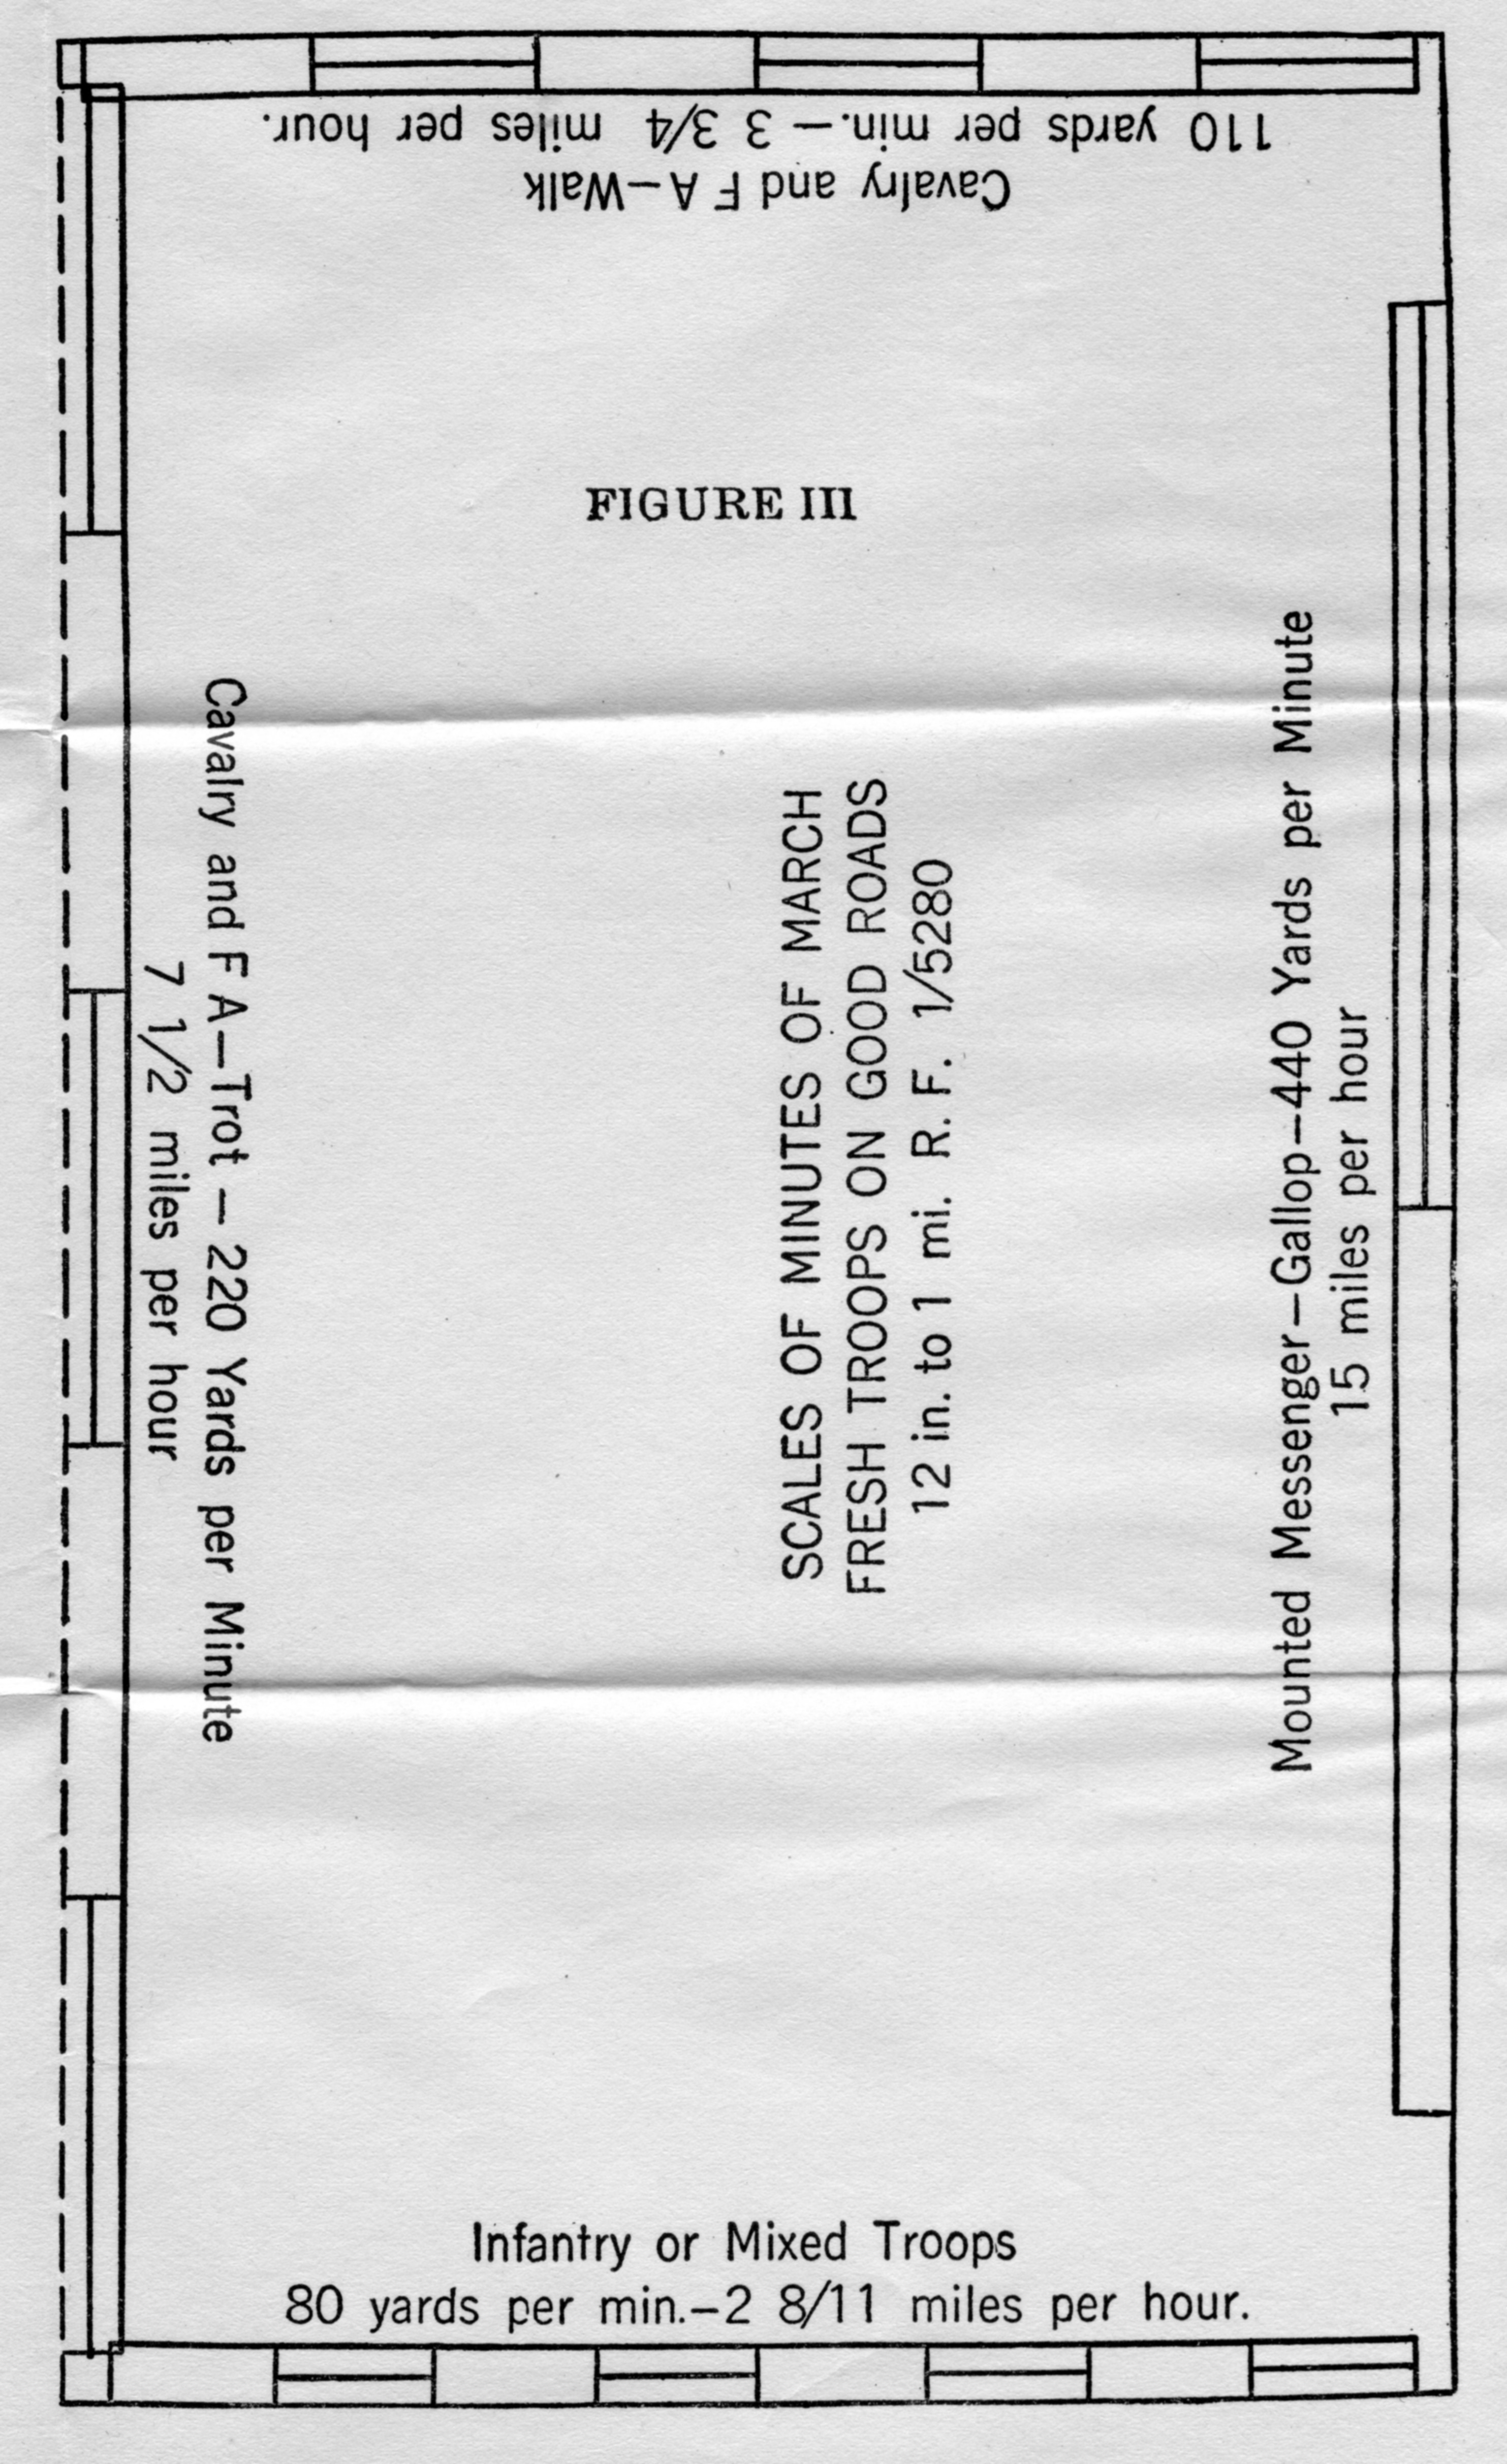 110 yards per min.— 3 3/4 miles per hour.
Cavalry and F A—Walk
FIGURE III
Cavalry and F A—Trot — 220 Yards per Minute
7 1/2 miles per hour
SCALES OF MINUTES OF MARCH
FRESH TROOPS ON GOOD ROADS
12 in. to 1 mi. R. F. 1/5280
Mounted Messenger—Gallop—440 Yards per Minute
15 miles per hour
Infantry or Mixed Troops
80 yards per min.—2 8/11 miles per hour.